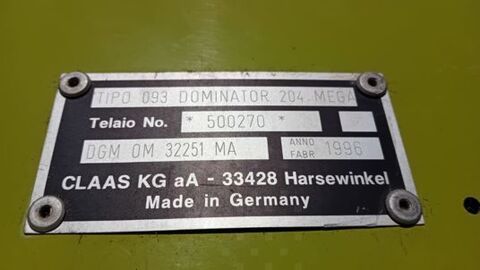 TIPO 093 DOMINATOR 204 MEGA
Telaio No. * 500270 *
DGM OM 32251 MA ANNO FABR 1996
CLAAS KG aA - 33428 Harsewinkel
Made in Germany